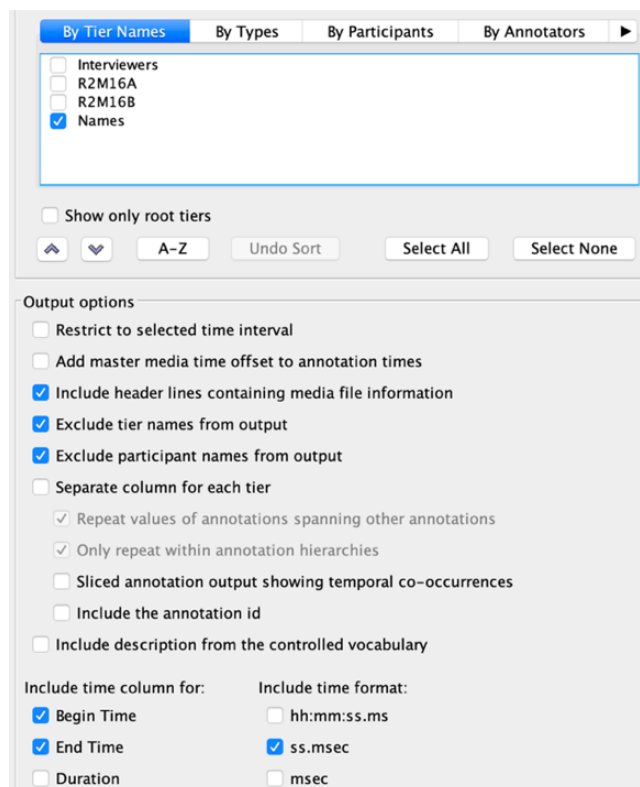 By Tier Names By Types By Participants By Annotators
Interviewers
R2M16A
R2M16B
Names
Show only root tiers
A-Z Undo Sort Select All Select None
Output options
Restrict to selected time interval
Add master media time offset to annotation times
Include header lines containing media file information
Exclude tier names from output
Exclude participant names from output
Separate column for each tier
Repeat values of annotations spanning other annotations
Only repeat within annotation hierarchies
Sliced annotation output showing temporal co-occurrences
Include the annotation id
Include description from the controlled vocabulary
Include time column for: Include time format:
Begin Time hh:mm:ss.ms
End Time ss.msec
Duration msec